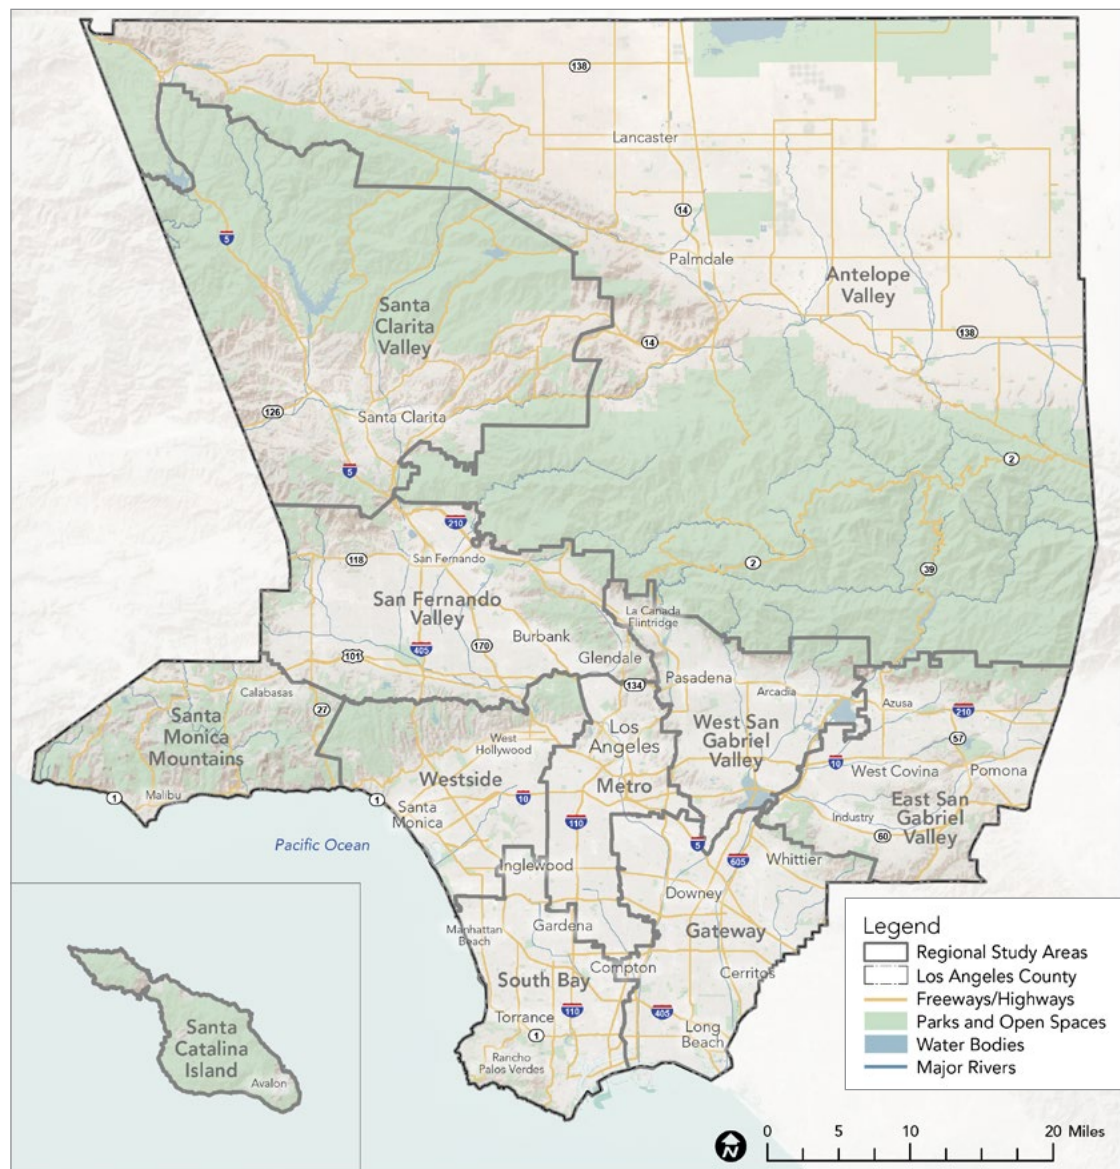 138
Lancaster
14
5
Palmdale
Antelope
Valley
Santa
Clarita
Valley
138
14
126
Santa Clarita
5
2
210
118
San Fernando
2
39
San Fernando
Valley
La Canada
Flintridge
405
170
Burbank
101
Glendale
Pasadena
134
Calabasas
Arcadia
Azusa
27
210
Santa
Monica
Mountains
Los
Angeles
West San
Gabriel
Valley
57
West
Hollywood
10
West Covina
Pomona
Westside
Metro
1
Malibu
1
10
Santa
Monica
East San
Gabriel
Valley
110
Industry
60
5
605
Pacific Ocean
Whittier
Inglewood
Downey
Manhattan
Beach
Gardena
Gateway
Compton
Cerritos
South Bay
Torrance
110
405
1
Long
Beach
Rancho
Palos Verdes
Santa
Catalina
Island
Avalon
Legend
Regional Study Areas
Los Angeles County
Freeways/Highways
Parks and Open Spaces
Water Bodies
Major Rivers
N
0 5 10 20 Miles